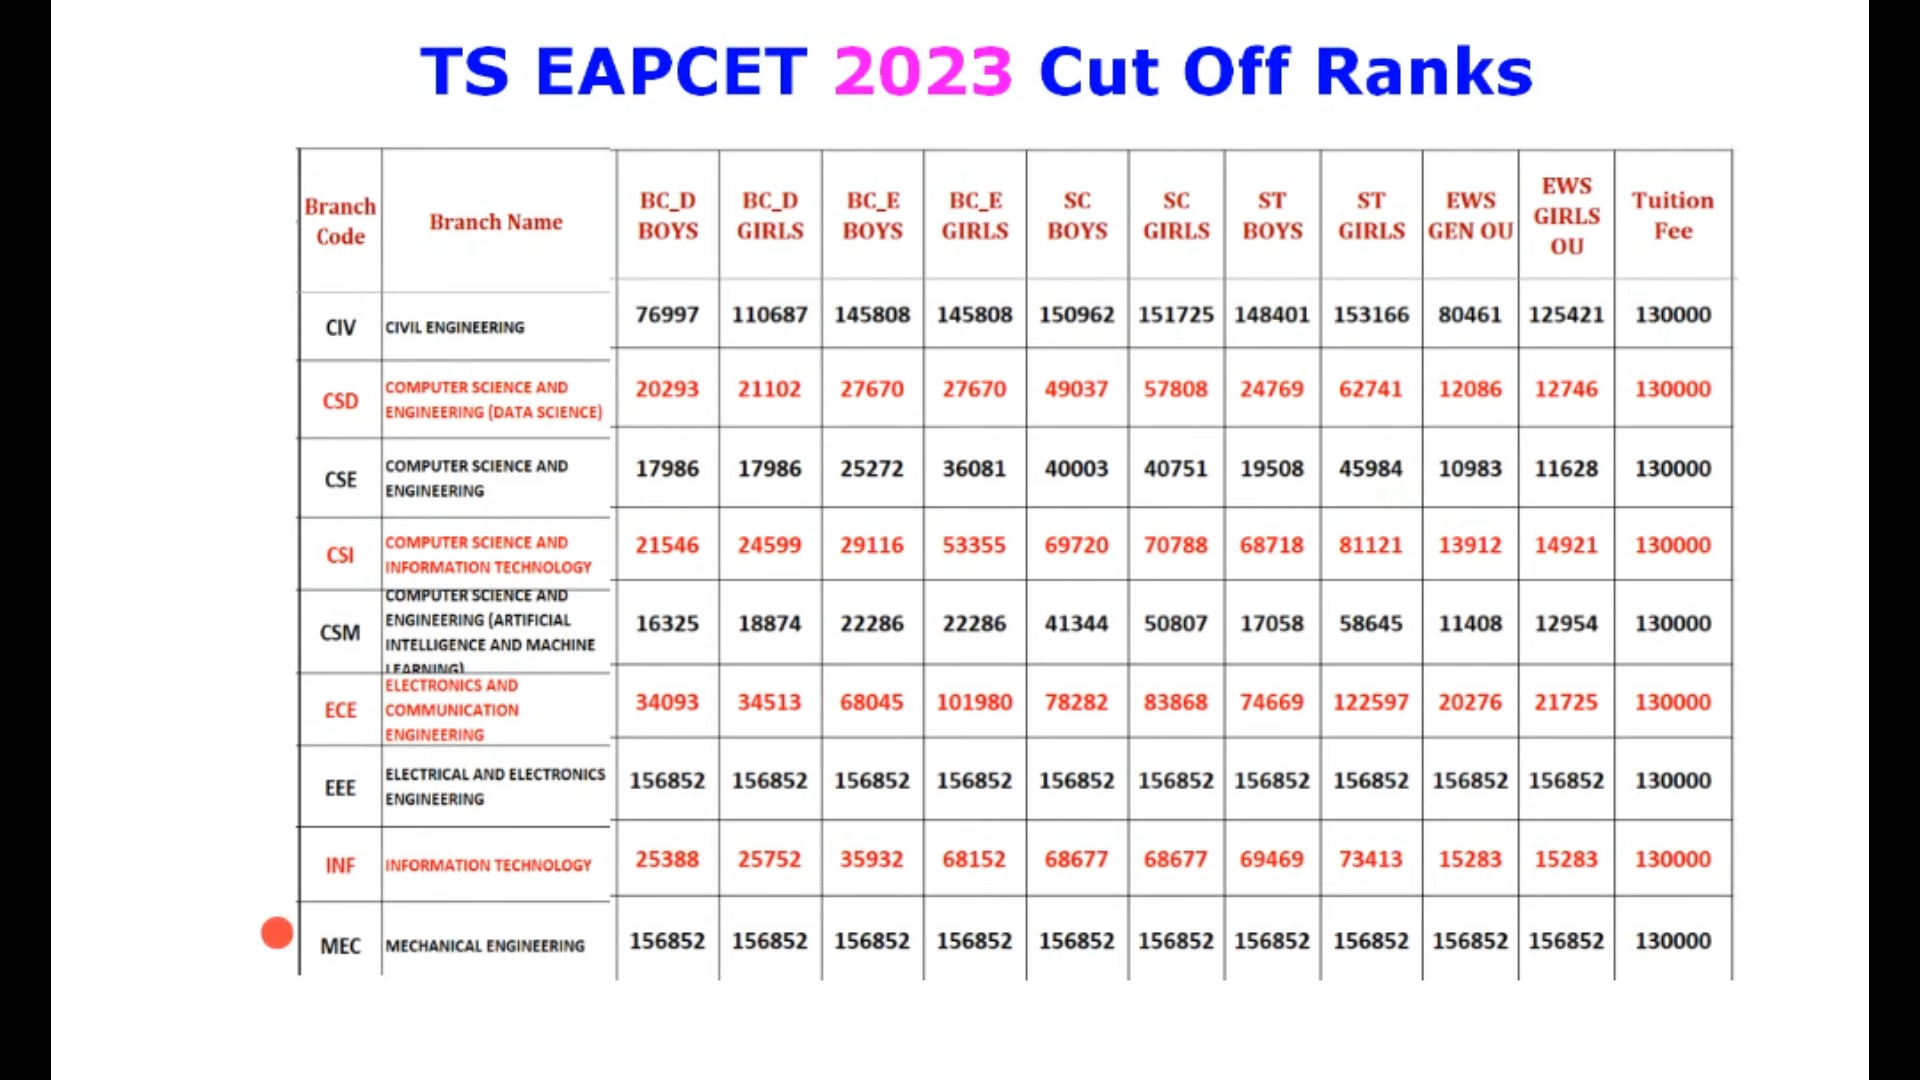 TS EAPCET 2023 Cut Off Ranks
Branch Code | Branch Name | BC_D BOYS | BC_D GIRLS | BC_E BOYS | BC_E GIRLS | SC BOYS | SC GIRLS | ST BOYS | ST GIRLS | EWS GEN OU | EWS GIRLS OU | Tuition Fee
CIV | CIVIL ENGINEERING | 76997 | 110687 | 145808 | 145808 | 150962 | 151725 | 148401 | 153166 | 80461 | 125421 | 130000
CSD | COMPUTER SCIENCE AND ENGINEERING (DATA SCIENCE) | 20293 | 21102 | 27670 | 27670 | 49037 | 57808 | 24769 | 62741 | 12086 | 12746 | 130000
CSE | COMPUTER SCIENCE AND ENGINEERING | 17986 | 17986 | 25272 | 36081 | 40003 | 40751 | 19508 | 45984 | 10983 | 11628 | 130000
CSI | COMPUTER SCIENCE AND INFORMATION TECHNOLOGY | 21546 | 24599 | 29116 | 53355 | 69720 | 70788 | 68718 | 81121 | 13912 | 14921 | 130000
CSM | COMPUTER SCIENCE AND ENGINEERING (ARTIFICIAL INTELLIGENCE AND MACHINE LEARNING) | 16325 | 18874 | 22286 | 22286 | 41344 | 50807 | 17058 | 58645 | 11408 | 12954 | 130000
ECE | ELECTRONICS AND COMMUNICATION ENGINEERING | 34093 | 34513 | 68045 | 101980 | 78282 | 83868 | 74669 | 122597 | 20276 | 21725 | 130000
EEE | ELECTRICAL AND ELECTRONICS ENGINEERING | 156852 | 156852 | 156852 | 156852 | 156852 | 156852 | 156852 | 156852 | 156852 | 156852 | 130000
INF | INFORMATION TECHNOLOGY | 25388 | 25752 | 35932 | 68152 | 68677 | 68677 | 69469 | 73413 | 15283 | 15283 | 130000
MEC | MECHANICAL ENGINEERING | 156852 | 156852 | 156852 | 156852 | 156852 | 156852 | 156852 | 156852 | 156852 | 156852 | 130000